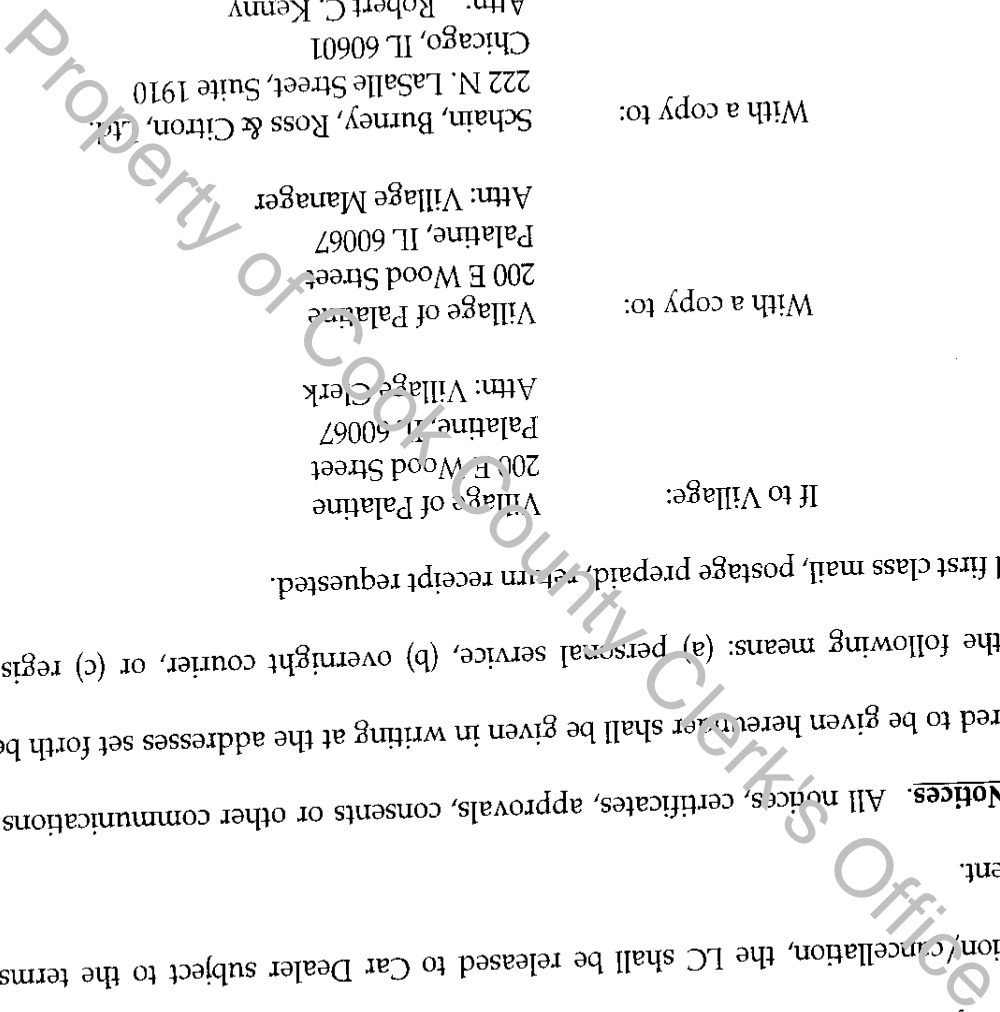 ion/cancellation, the LC shall be released to Car Dealer subject to the terms
ent.
Notices. All notices, certificates, approvals, consents or other communications
red to be given hereunder shall be given in writing at the addresses set forth be
the following means: (a) personal service, (b) overnight courier, or (c) regis
l first class mail, postage prepaid, return receipt requested.
If to Village: Village of Palatine
200 E Wood Street
Palatine, IL 60067
Attn: Village Clerk
With a copy to: Village of Palatine
200 E Wood Street
Palatine, IL 60067
Attn: Village Manager
With a copy to: Schain, Burney, Ross & Citron, Ltd.
222 N. LaSalle Street, Suite 1910
Chicago, IL 60601
Attn: Robert C. Kenny
Property of Cook County Clerk's Office